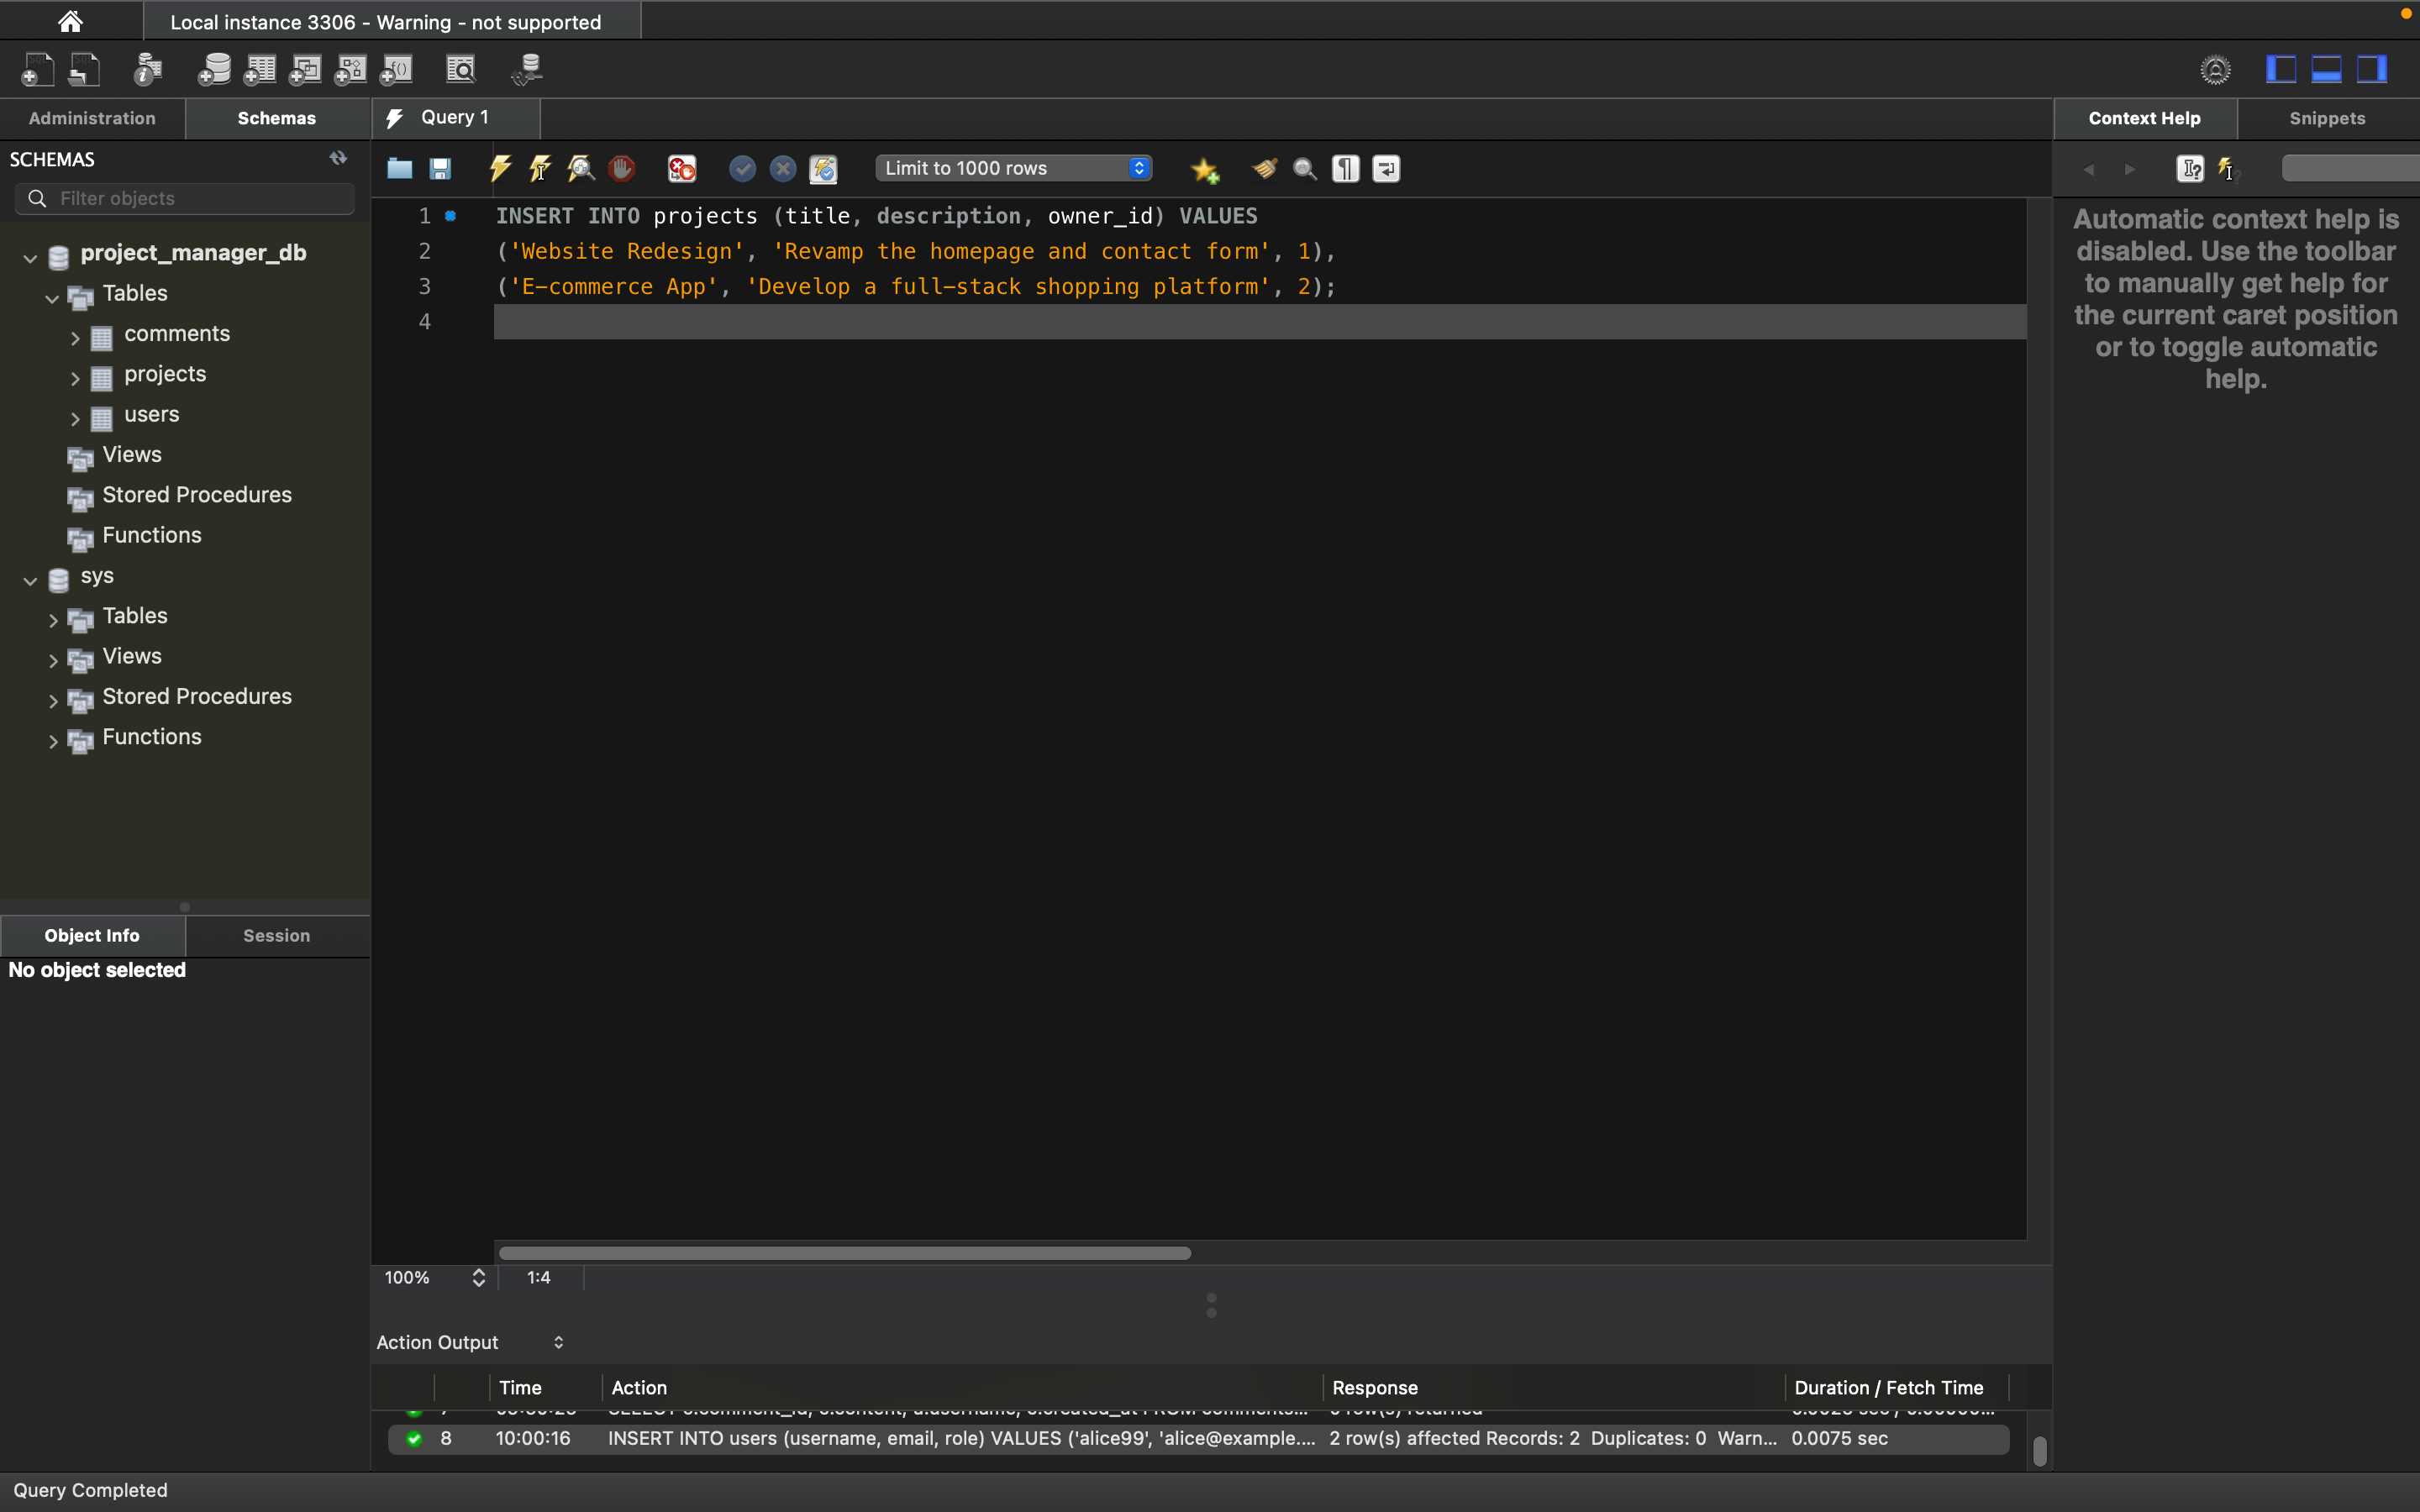 Local instance 3306 - Warning - not supported
Administration
Schemas
Query 1
Context Help
Snippets
SCHEMAS
Filter objects
Limit to 1000 rows
project_manager_db
Tables
comments
projects
users
Views
Stored Procedures
Functions
sys
Tables
Views
Stored Procedures
Functions
Object Info
Session
No object selected
1 INSERT INTO projects (title, description, owner_id) VALUES
2 ('Website Redesign', 'Revamp the homepage and contact form', 1),
3 ('E-commerce App', 'Develop a full-stack shopping platform', 2);
4
Automatic context help is
disabled. Use the toolbar
to manually get help for
the current caret position
or to toggle automatic
help.
100%
1:4
Action Output
Time Action Response Duration / Fetch Time
8 10:00:16 INSERT INTO users (username, email, role) VALUES ('alice99', 'alice@example.... 2 row(s) affected Records: 2 Duplicates: 0 Warn... 0.0075 sec
Query Completed